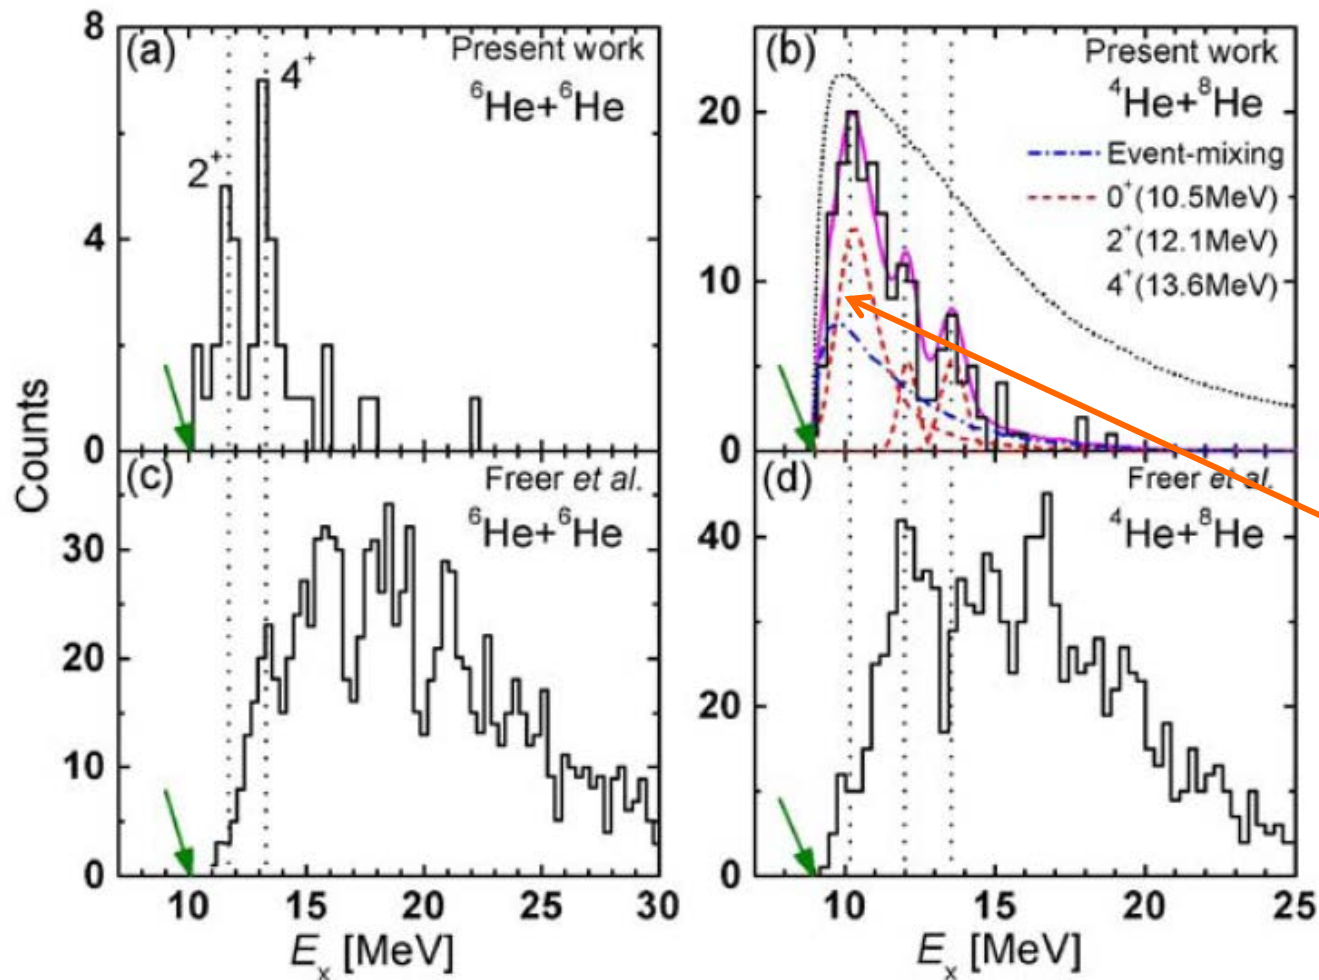 (a)
Present work
⁶He+⁶He
2⁺
4⁺
8
4
0
(b)
Present work
⁴He+⁸He
Event-mixing
0⁺(10.5MeV)
2⁺(12.1MeV)
4⁺(13.6MeV)
20
10
0
Counts
(c)
Freer et al.
⁶He+⁶He
30
20
10
0
10 15 20 25 30
Eₓ [MeV]
(d)
Freer et al.
⁴He+⁸He
40
20
0
10 15 20 25
Eₓ [MeV]